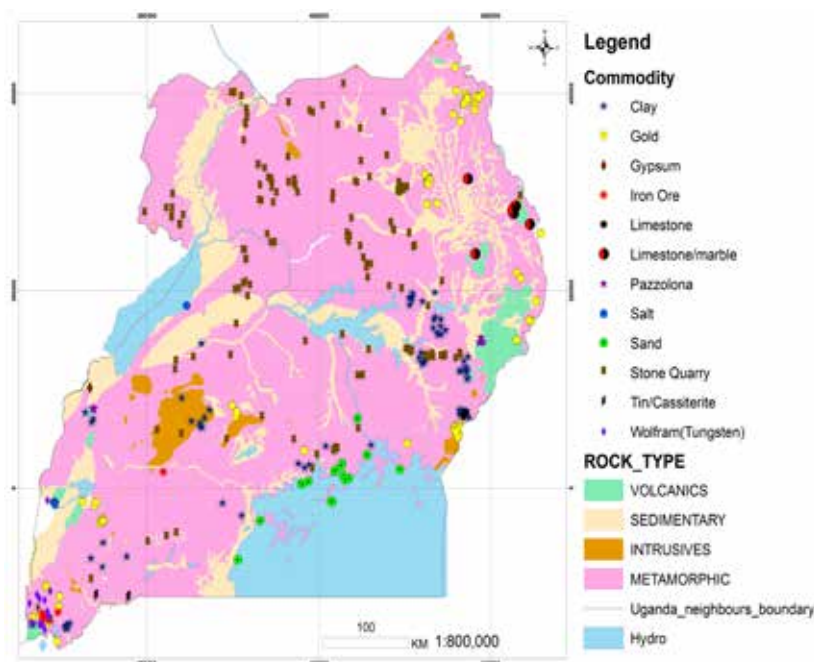 Legend
Commodity
Clay
Gold
Gypsum
Iron Ore
Limestone
Limestone/marble
Pazzolona
Salt
Sand
Stone Quarry
Tin/Cassiterite
Wolfram(Tungsten)
ROCK_TYPE
VOLCANICS
SEDIMENTARY
INTRUSIVES
METAMORPHIC
Uganda_neighbours_boundary
Hydro
100
KM 1:800,000